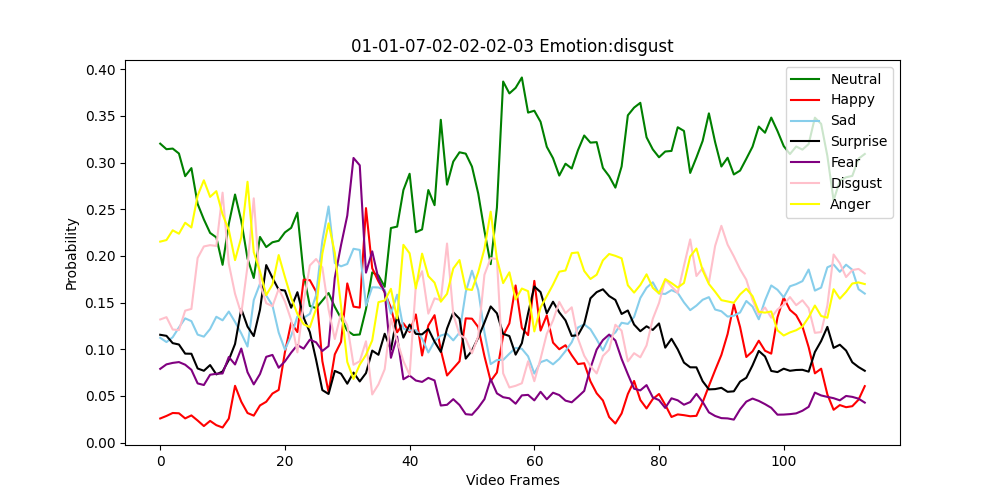 01-01-07-02-02-02-03 Emotion:disgust
Probability
0.40
0.35
0.30
0.25
0.20
0.15
0.10
0.05
0.00
0 20 40 60 80 100
Video Frames
Neutral
Happy
Sad
Surprise
Fear
Disgust
Anger